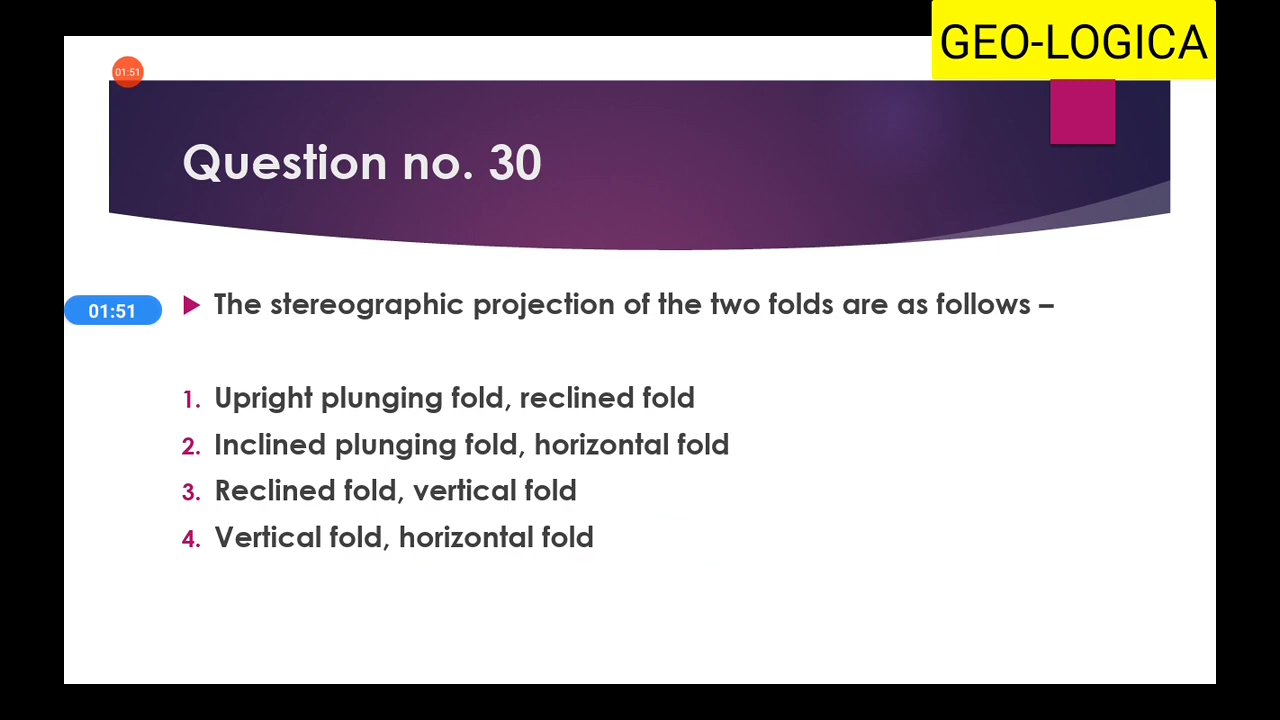 GEO-LOGICA
01:51
Question no. 30
01:51
The stereographic projection of the two folds are as follows –
1. Upright plunging fold, reclined fold
2. Inclined plunging fold, horizontal fold
3. Reclined fold, vertical fold
4. Vertical fold, horizontal fold